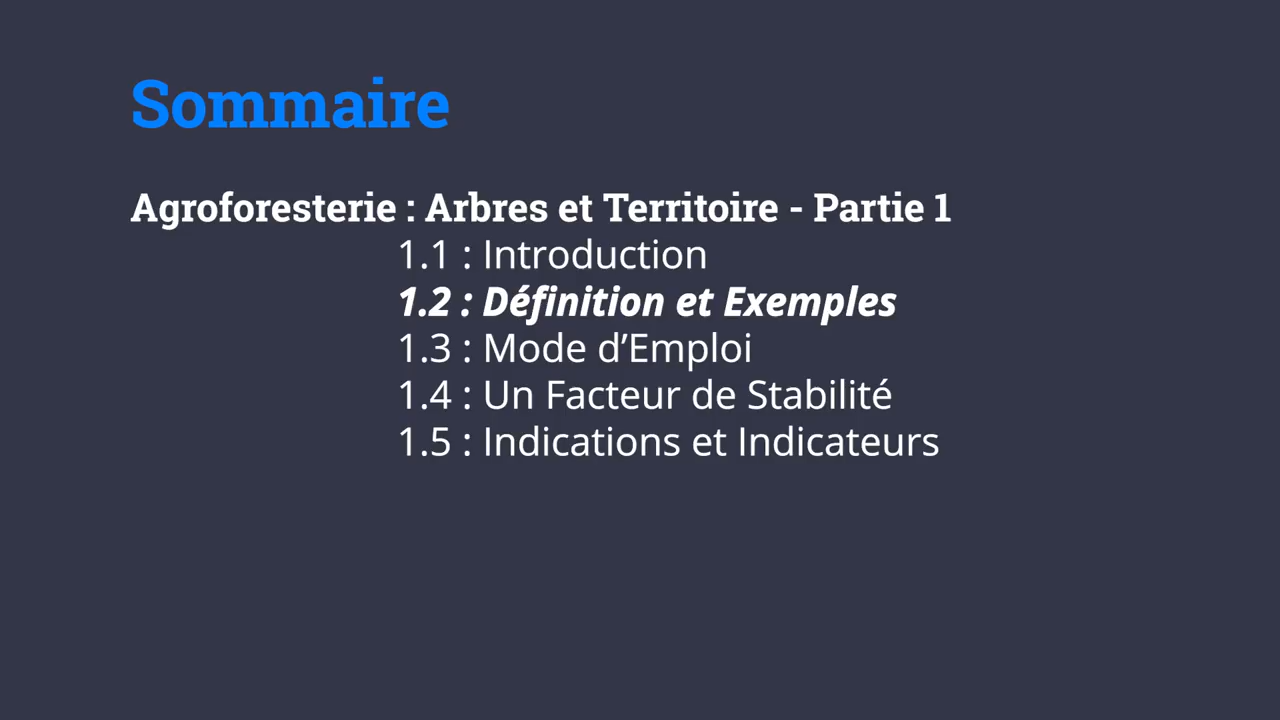 Sommaire
Agroforesterie : Arbres et Territoire - Partie 1
1.1 : Introduction
1.2 : Définition et Exemples
1.3 : Mode d’Emploi
1.4 : Un Facteur de Stabilité
1.5 : Indications et Indicateurs